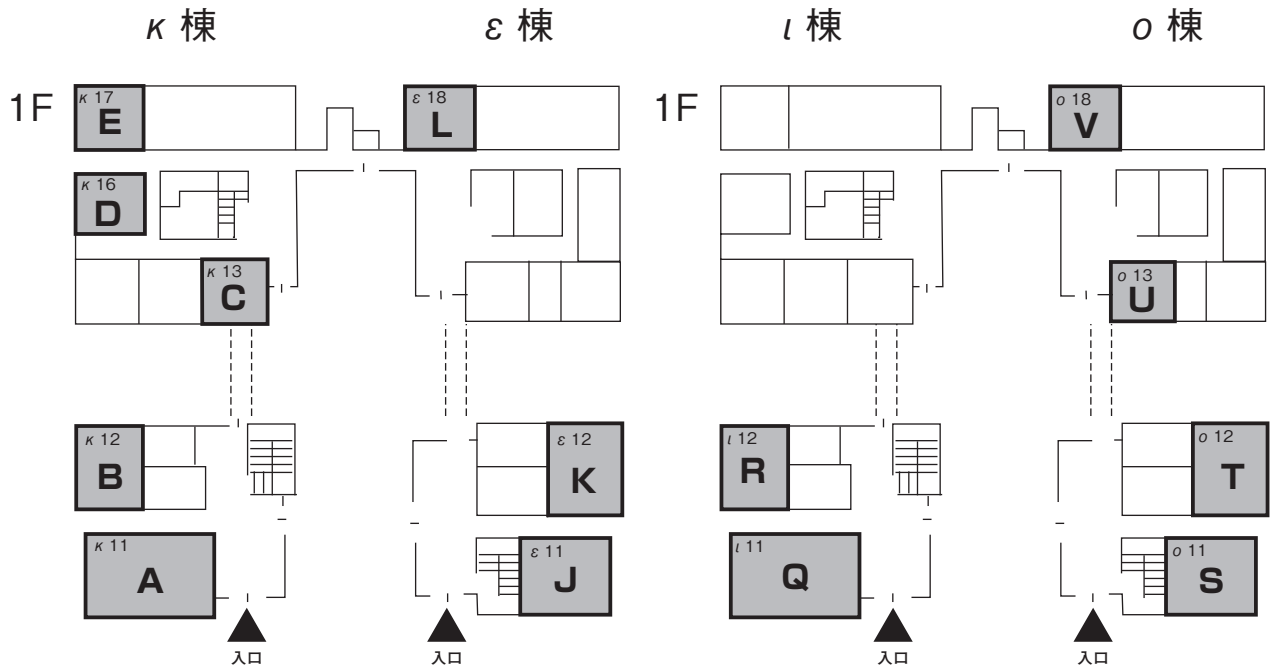 κ 棟
ε 棟
ι 棟
ο 棟
1F
κ 17
E
ε 18
L
κ 16
D
κ 13
C
κ 12
B
ε 12
K
κ 11
A
ε 11
J
入口
入口
1F
ο 18
V
ο 13
U
ι 12
R
ο 12
T
ι 11
Q
ο 11
S
入口
入口